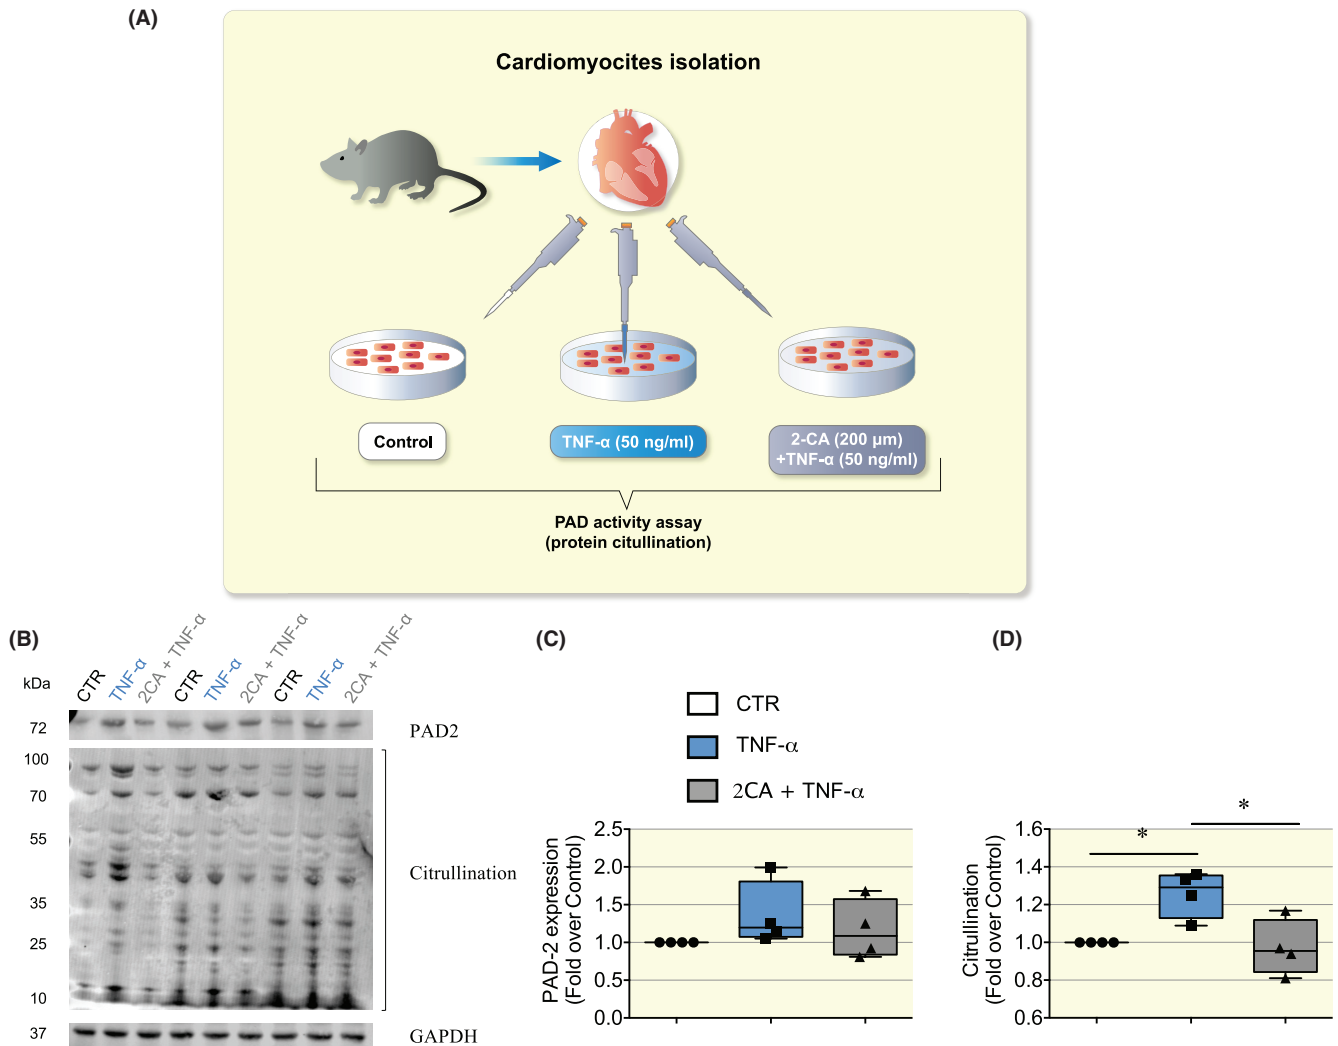 (A)
Cardiomyocites isolation
Control
TNF-α (50 ng/ml)
2-CA (200 µm)
+TNF-α (50 ng/ml)
PAD activity assay
(protein citullination)
(B)
kDa
CTR
TNF-α
2CA + TNF-α
CTR
TNF-α
2CA + TNF-α
CTR
TNF-α
2CA + TNF-α
72
PAD2
100
70
55
35
25
10
Citrullination
37
GAPDH
(C)
CTR
TNF-α
2CA + TNF-α
PAD-2 expression
(Fold over Control)
2.5
2.0
1.5
1.0
0.5
0.0
(D)
Citrullination
(Fold over Control)
1.6
1.4
1.2
1.0
0.8
0.6
*
*